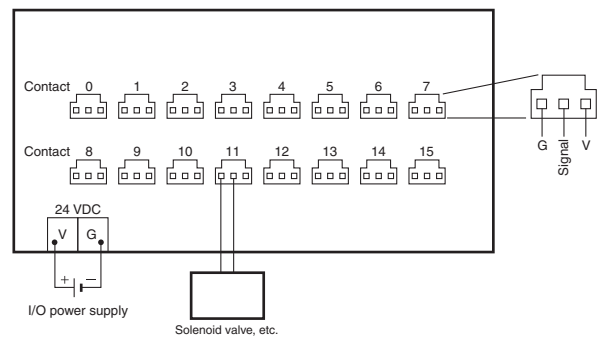 Contact 0 1 2 3 4 5 6 7
G Signal V
Contact 8 9 10 11 12 13 14 15
24 VDC
V G
+ −
I/O power supply
Solenoid valve, etc.